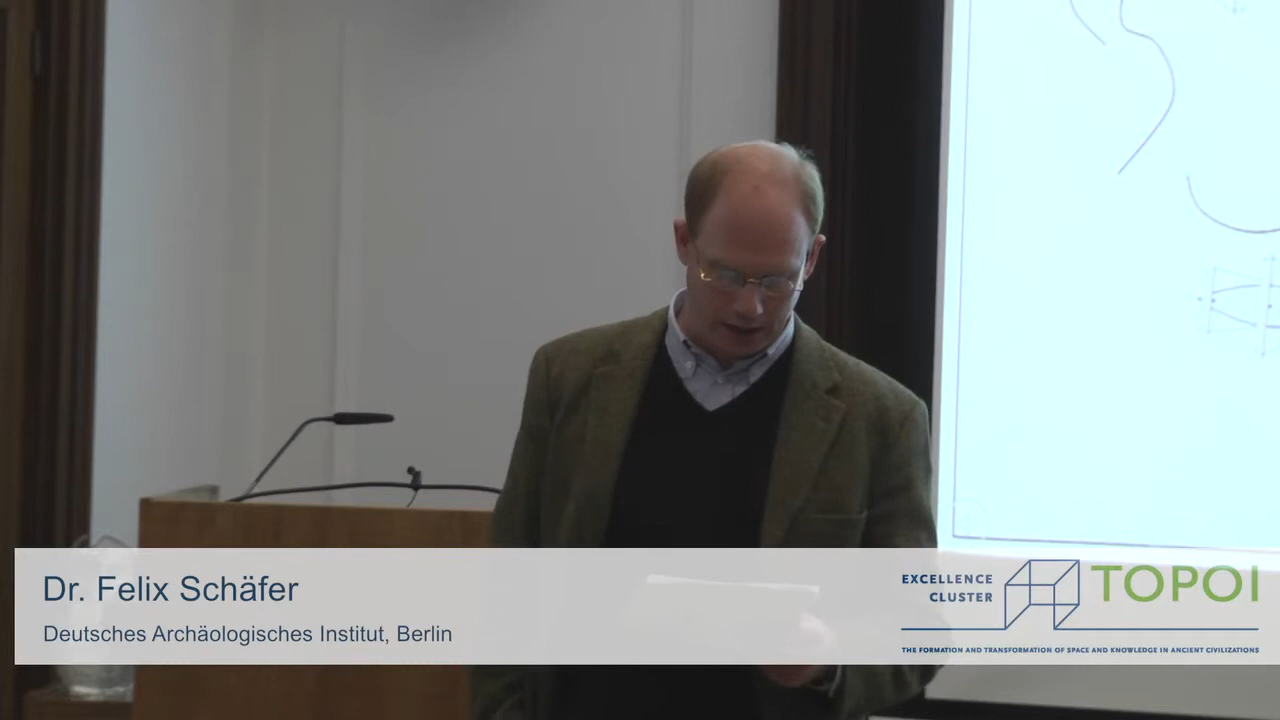 Dr. Felix Schäfer
Deutsches Archäologisches Institut, Berlin
EXCELLENCE
CLUSTER
TOPOI
THE FORMATION AND TRANSFORMATION OF SPACE AND KNOWLEDGE IN ANCIENT CIVILIZATIONS